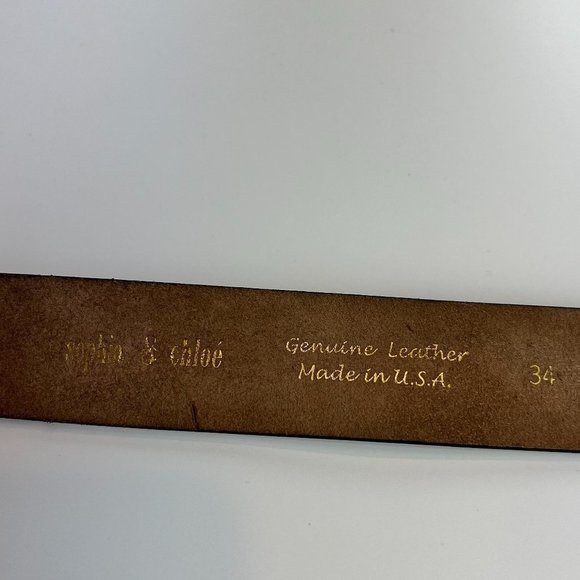 sophia & chloé
Genuine Leather
Made in U.S.A.
34